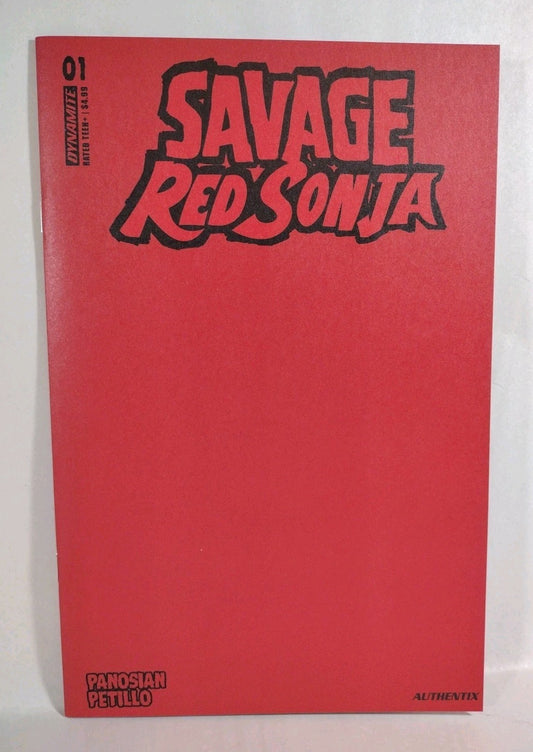 01
DYNAMITE
RATED TEEN+ | $4.99
SAVAGE
RED SONJA
PANOSIAN
PETILLO
AUTHENTIX